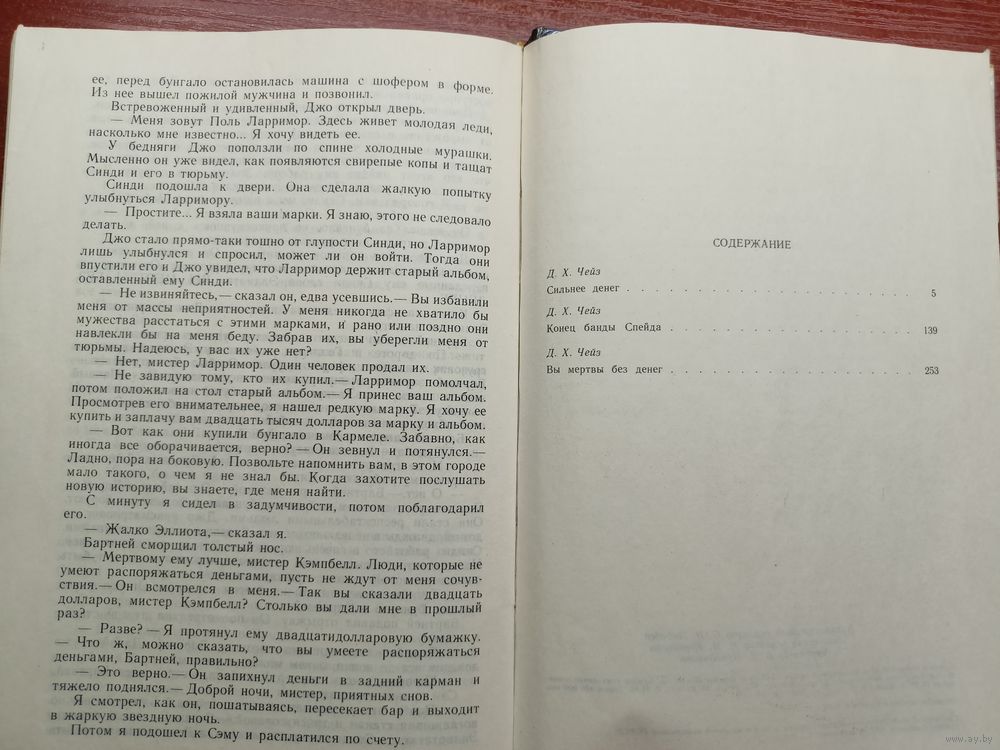 ее, перед бунгало остановилась машина с шофером в форме.
Из нее вышел пожилой мужчина и позвонил.
Встревоженный и удивленный, Джо открыл дверь.
— Меня зовут Поль Ларримор. Здесь живет молодая леди,
насколько мне известно... Я хочу видеть ее.
У бедняги Джо поползли по спине холодные мурашки.
Мысленно он уже видел, как появляются свирепые копы и тащат
Синди и его в тюрьму.
Синди подошла к двери. Она сделала жалкую попытку
улыбнуться Ларримору.
— Простите... Я взяла ваши марки. Я знаю, этого не следовало
делать.
Джо стало прямо-таки тошно от глупости Синди, но Ларримор
лишь улыбнулся и спросил, может ли он войти. Тогда они
впустили его и Джо увидел, что Ларримор держит старый альбом,
оставленный ему Синди.
— Не извиняйтесь,— сказал он, едва усевшись.— Вы избавили
меня от массы неприятностей. У меня никогда не хватило бы
мужества расстаться с этими марками, и рано или поздно они
навлекли бы на меня беду. Забрав их, вы уберегли меня от
тюрьмы. Надеюсь, у вас их уже нет?
— Нет, мистер Ларримор. Один человек продал их.
— Не завидую тому, кто их купил.— Ларримор помолчал,
потом положил на стол старый альбом.— Я принес ваш альбом.
Просмотрев его внимательнее, я нашел редкую марку. Я хочу ее
купить и заплачу вам двадцать тысяч долларов за марку и альбом.
— Вот как они купили бунгало в Кармеле. Забавно, как
иногда все оборачивается, верно? — Он зевнул и потянулся.—
Ладно, пора на боковую. Позвольте напомнить вам, в этом городе
мало такого, о чем я не знал бы. Когда захотите послушать
новую историю, вы знаете, где меня найти.
С минуту я сидел в задумчивости, потом поблагодарил
его.
— Жалко Эллиота,— сказал я.
Бартней сморщил толстый нос.
— Мертвому ему лучше, мистер Кэмпбелл. Люди, которые не
умеют распоряжаться деньгами, пусть не ждут от меня сочув-
ствия.— Он всмотрелся в меня.— Так вы сказали двадцать
долларов, мистер Кэмпбелл? Столько вы дали мне в прошлый
раз?
— Разве? — Я протянул ему двадцатидолларовую бумажку.
— Что ж, можно сказать, что вы умеете распоряжаться
деньгами, Бартней, правильно?
— Это верно.— Он запихнул деньги в задний карман и
тяжело поднялся.— Доброй ночи, мистер, приятных снов.
Я смотрел, как он, пошатываясь, пересекает бар и выходит
в жаркую звездную ночь.
Потом я подошел к Сэму и расплатился по счету.
СОДЕРЖАНИЕ
Д. Х. Чейз
Сильнее денег . . . . . . . . . . . . . . . . . . . . 5
Д. Х. Чейз
Конец банды Спейда . . . . . . . . . . . . . . . . . 139
Д. Х. Чейз
Вы мертвы без денег . . . . . . . . . . . . . . . . . 253
www.ay.by